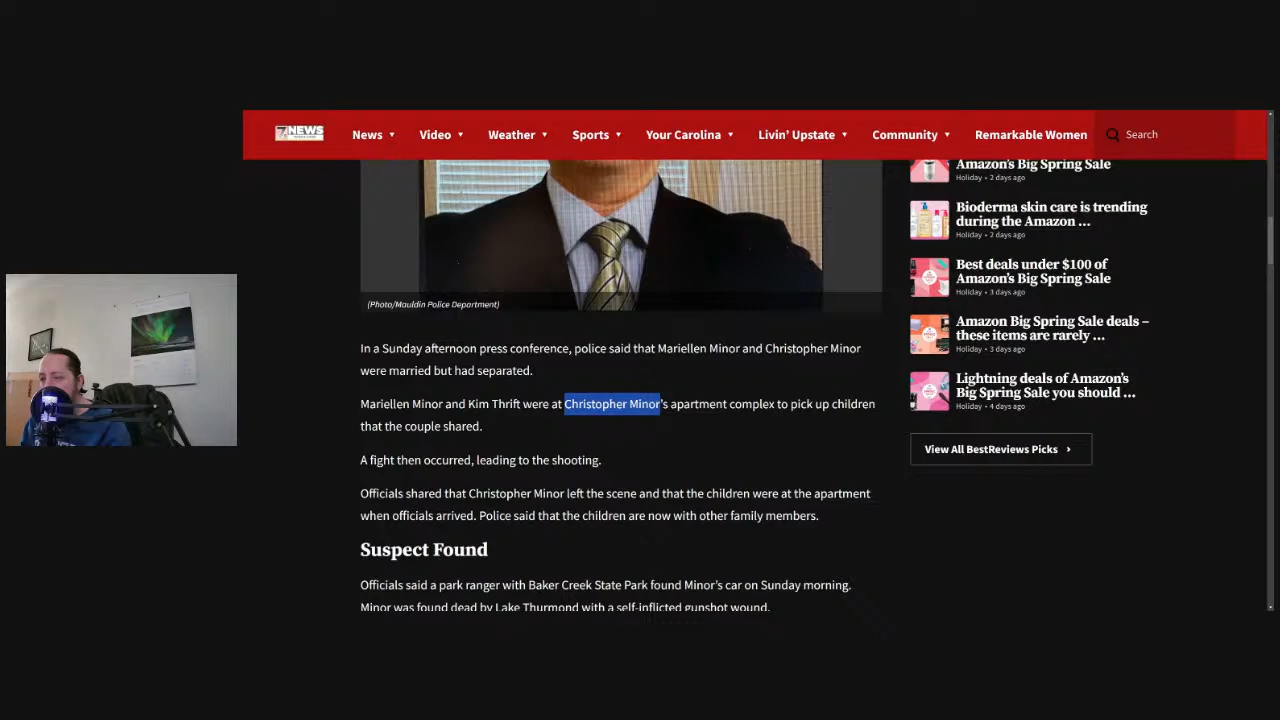 7NEWS
News
Video
Weather
Sports
Your Carolina
Livin' Upstate
Community
Remarkable Women
Search
(Photo/Mauldin Police Department)
In a Sunday afternoon press conference, police said that Mariellen Minor and Christopher Minor
were married but had separated.
Mariellen Minor and Kim Thrift were at Christopher Minor's apartment complex to pick up children
that the couple shared.
A fight then occurred, leading to the shooting.
Officials shared that Christopher Minor left the scene and that the children were at the apartment
when officials arrived. Police said that the children are now with other family members.
Suspect Found
Officials said a park ranger with Baker Creek State Park found Minor's car on Sunday morning.
Minor was found dead by Lake Thurmond with a self-inflicted gunshot wound.
Amazon's Big Spring Sale
Holiday • 2 days ago
Bioderma skin care is trending
during the Amazon ...
Holiday • 2 days ago
Best deals under $100 of
Amazon's Big Spring Sale
Holiday • 3 days ago
Amazon Big Spring Sale deals –
these items are rarely ...
Holiday • 3 days ago
Lightning deals of Amazon's
Big Spring Sale you should ...
Holiday • 4 days ago
View All BestReviews Picks